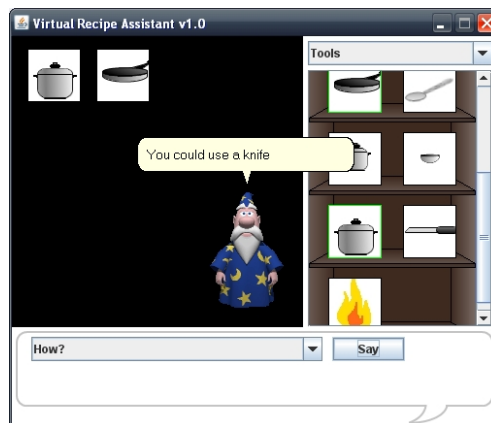 Virtual Recipe Assistant v1.0
Tools
You could use a knife
How?
Say